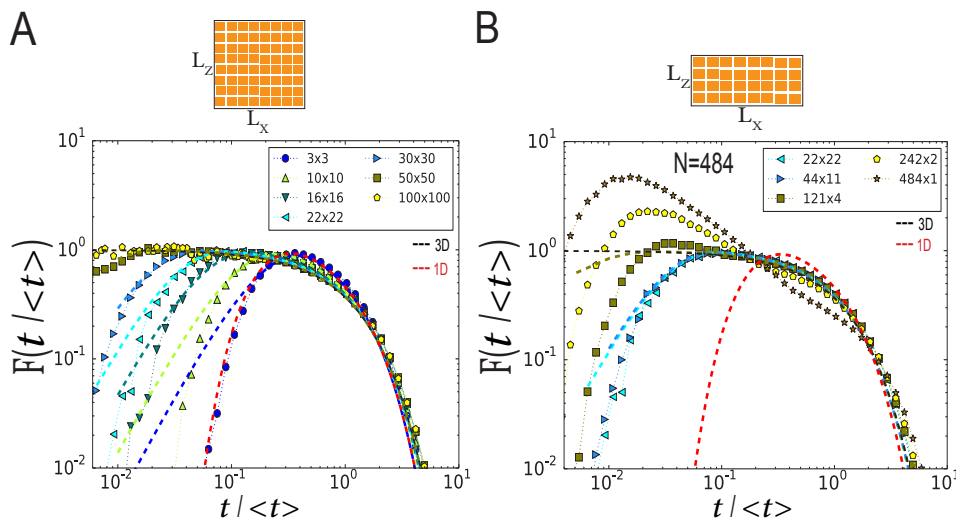 A
B
L_Z
L_X
L_Z
L_X
10^1
10^0
10^-1
10^-2
F(t / <t>)
3x3
10x10
16x16
22x22
30x30
50x50
100x100
3D
1D
10^-2
10^-1
10^0
10^1
t / <t>
10^1
10^0
10^-1
10^-2
F(t / <t>)
N=484
22x22
44x11
121x4
242x2
484x1
3D
1D
10^-2
10^-1
10^0
10^1
t / <t>